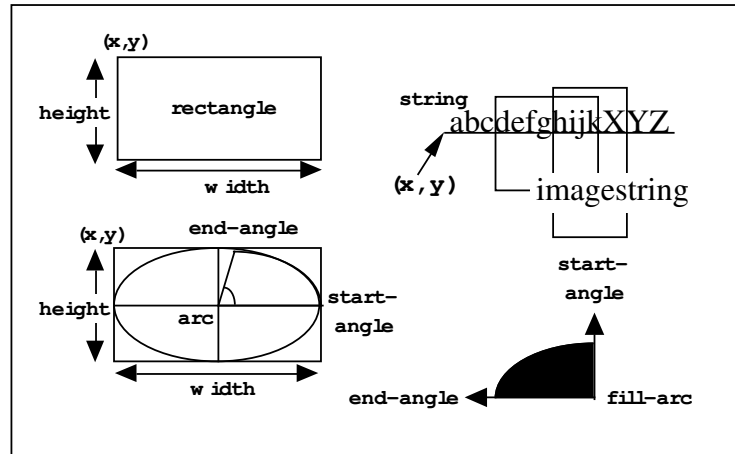 (x,y)
height
rectangle
w idth
string
abcdefghijkXYZ
(x,y)
imagestring
(x,y)
end-angle
height
arc
start-
angle
w idth
start-
angle
end-angle
fill-arc